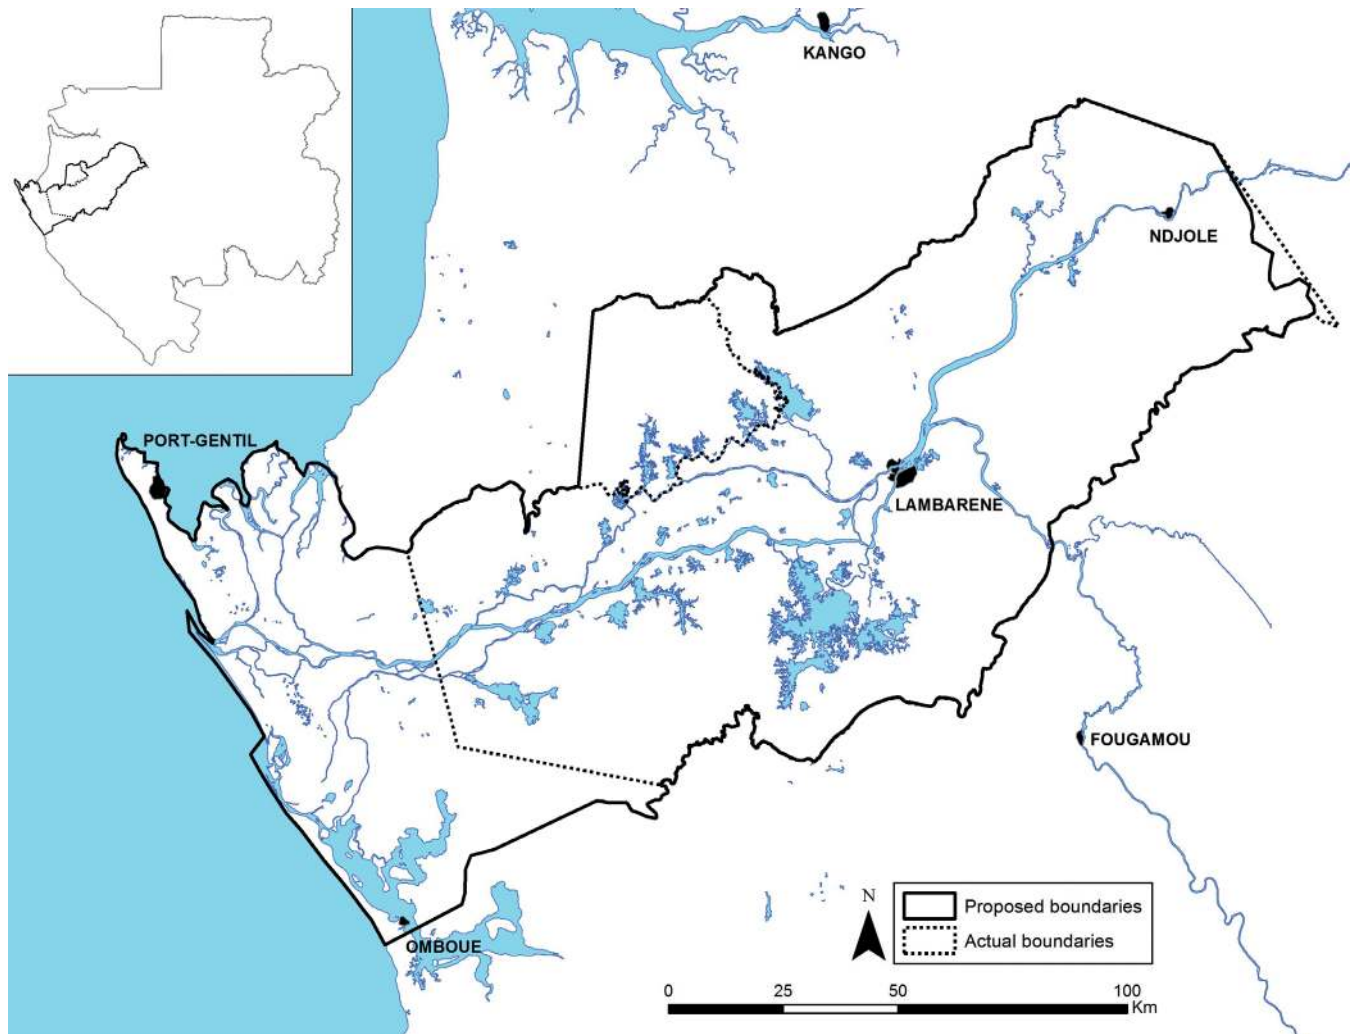 KANGO
NDJOLE
PORT-GENTIL
LAMBARENE
FOUGAMOU
OMBOUE
N
Proposed boundaries
Actual boundaries
0 25 50 100
Km